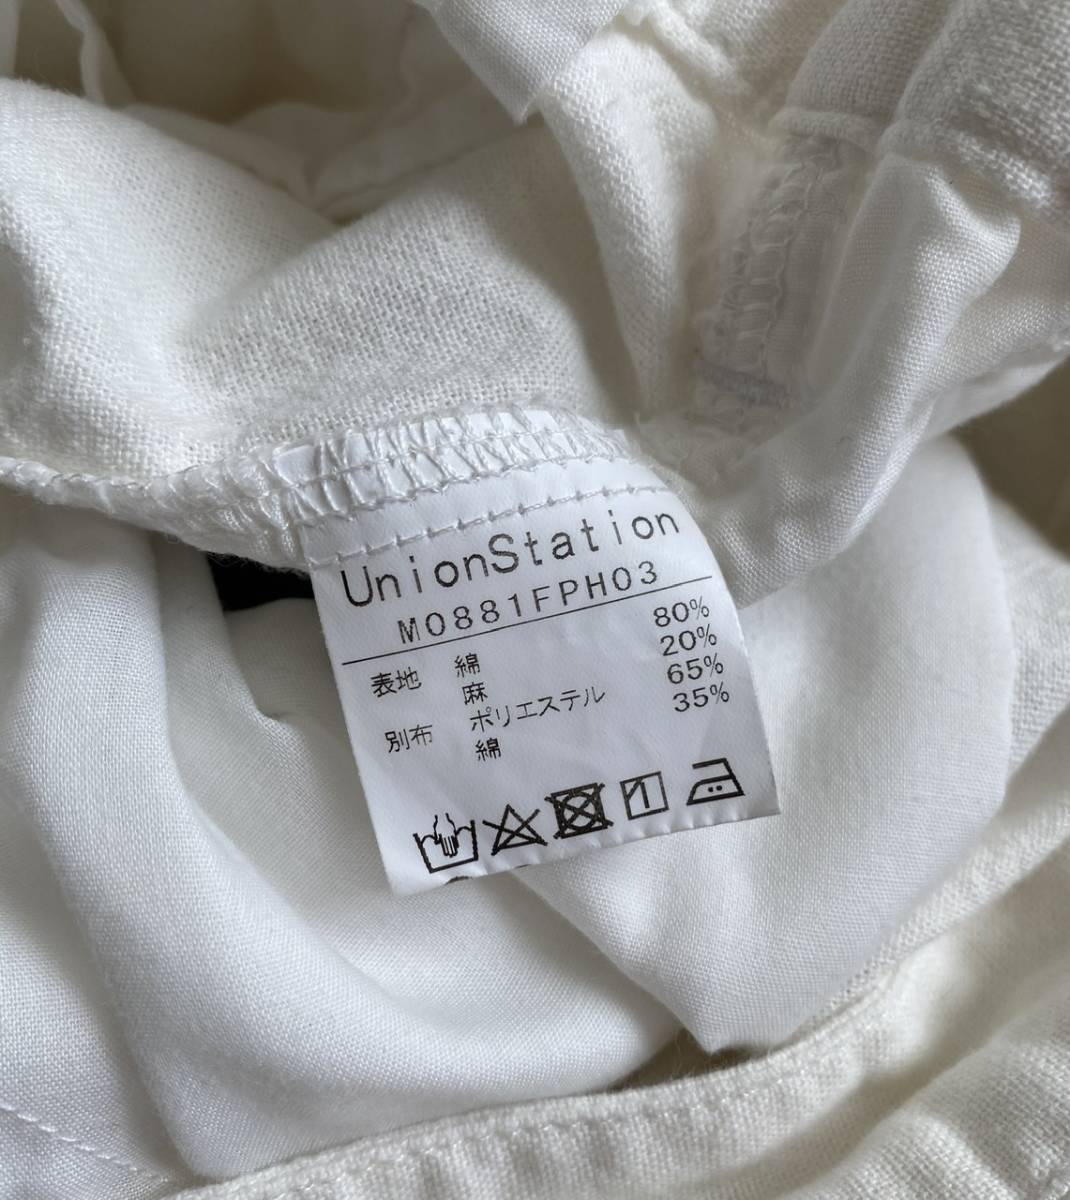 UnionStation
M0881FPH03
表地 綿 80%
麻 20%
別布 ポリエステル 65%
綿 35%